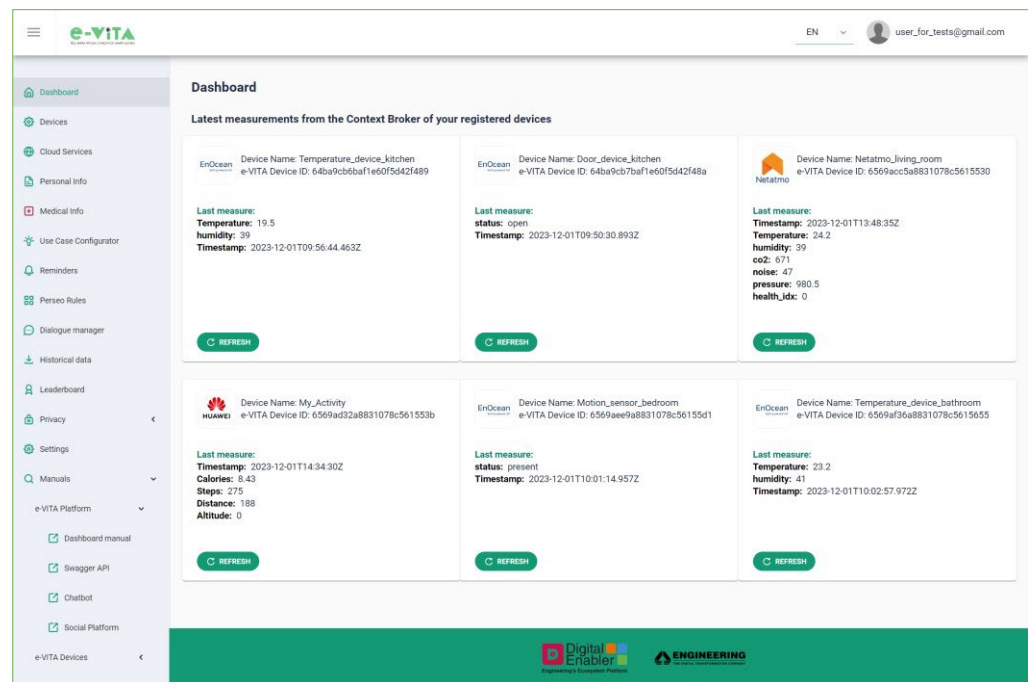 e-VITA
EN
user_for_tests@gmail.com
Dashboard
Devices
Cloud Services
Personal Info
Medical Info
Use Case Configurator
Reminders
Perseo Rules
Dialogue manager
Historical data
Leaderboard
Privacy
Settings
Manuals
e-VITA Platform
Dashboard manual
Swagger API
Chatbot
Social Platform
e-VITA Devices
Dashboard
Latest measurements from the Context Broker of your registered devices
EnOcean
Device Name: Temperature_device_kitchen
e-VITA Device ID: 64ba9cb6baf1e60f5d42f489
Last measure:
Temperature: 19.5
humidity: 39
Timestamp: 2023-12-01T09:56:44.463Z
REFRESH
EnOcean
Device Name: Door_device_kitchen
e-VITA Device ID: 64ba9cb7baf1e60f5d42f48a
Last measure:
status: open
Timestamp: 2023-12-01T09:50:30.893Z
REFRESH
Netatmo
Device Name: Netatmo_living_room
e-VITA Device ID: 6569acc5a8831078c5615530
Last measure:
Timestamp: 2023-12-01T13:48:35Z
Temperature: 24.2
humidity: 39
co2: 671
noise: 47
pressure: 980.5
health_idx: 0
REFRESH
HUAWEI
Device Name: My_Activity
e-VITA Device ID: 6569ad32a8831078c561553b
Last measure:
Timestamp: 2023-12-01T14:34:30Z
Calories: 8.43
Steps: 275
Distance: 188
Altitude: 0
REFRESH
EnOcean
Device Name: Motion_sensor_bedroom
e-VITA Device ID: 6569aee9a8831078c56155d1
Last measure:
status: present
Timestamp: 2023-12-01T10:01:14.957Z
REFRESH
EnOcean
Device Name: Temperature_device_bathroom
e-VITA Device ID: 6569af36a8831078c5615655
Last measure:
Temperature: 23.2
humidity: 41
Timestamp: 2023-12-01T10:02:57.972Z
REFRESH
Digital
Enabler
Engineering's Ecosystem Platform
ENGINEERING
THE DIGITAL TRANSFORMATION COMPANY